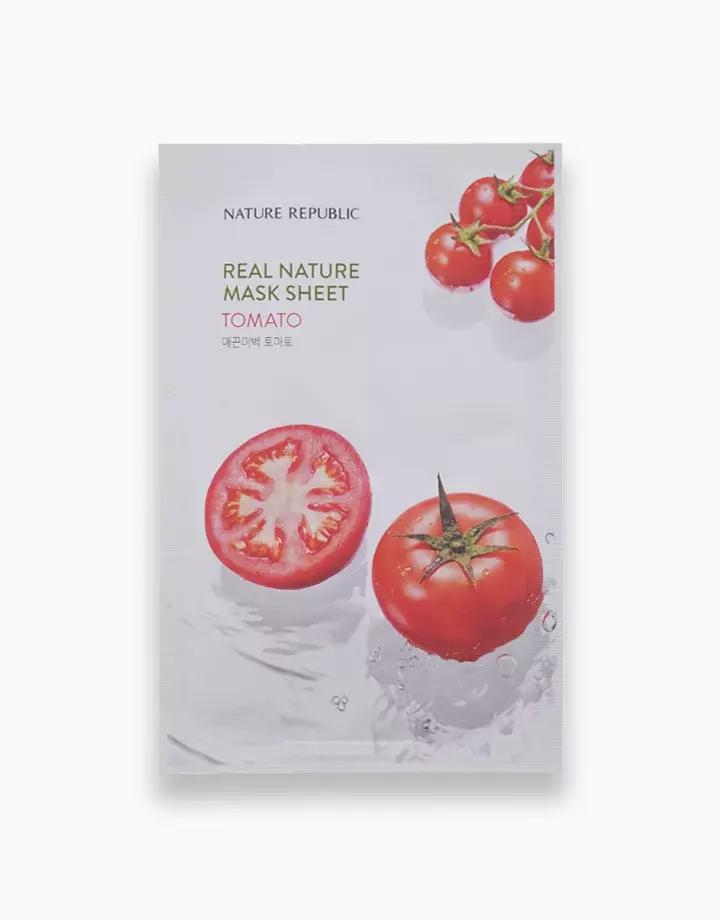 NATURE REPUBLIC
REAL NATURE
MASK SHEET
TOMATO
매끈미백 토마토